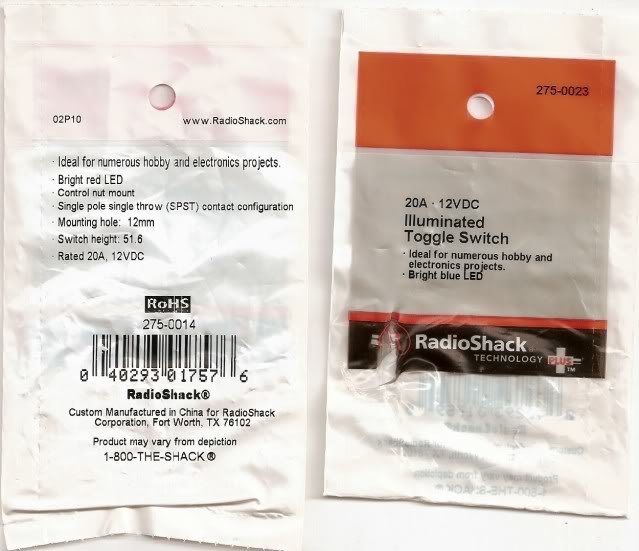 02P10
www.RadioShack.com
· Ideal for numerous hobby and electronics projects.
· Bright red LED
· Control nut mount
· Single pole single throw (SPST) contact configuration
· Mounting hole: 12mm
· Switch height: 51.6
· Rated 20A, 12VDC
RoHS
275-0014
0 40293 01757 6
RadioShack®
Custom Manufactured in China for RadioShack
Corporation, Fort Worth, TX 76102
Product may vary from depiction
1-800-THE-SHACK®
275-0023
20A · 12VDC
Illuminated
Toggle Switch
· Ideal for numerous hobby and
electronics projects.
· Bright blue LED
RadioShack
TECHNOLOGY PLUS™